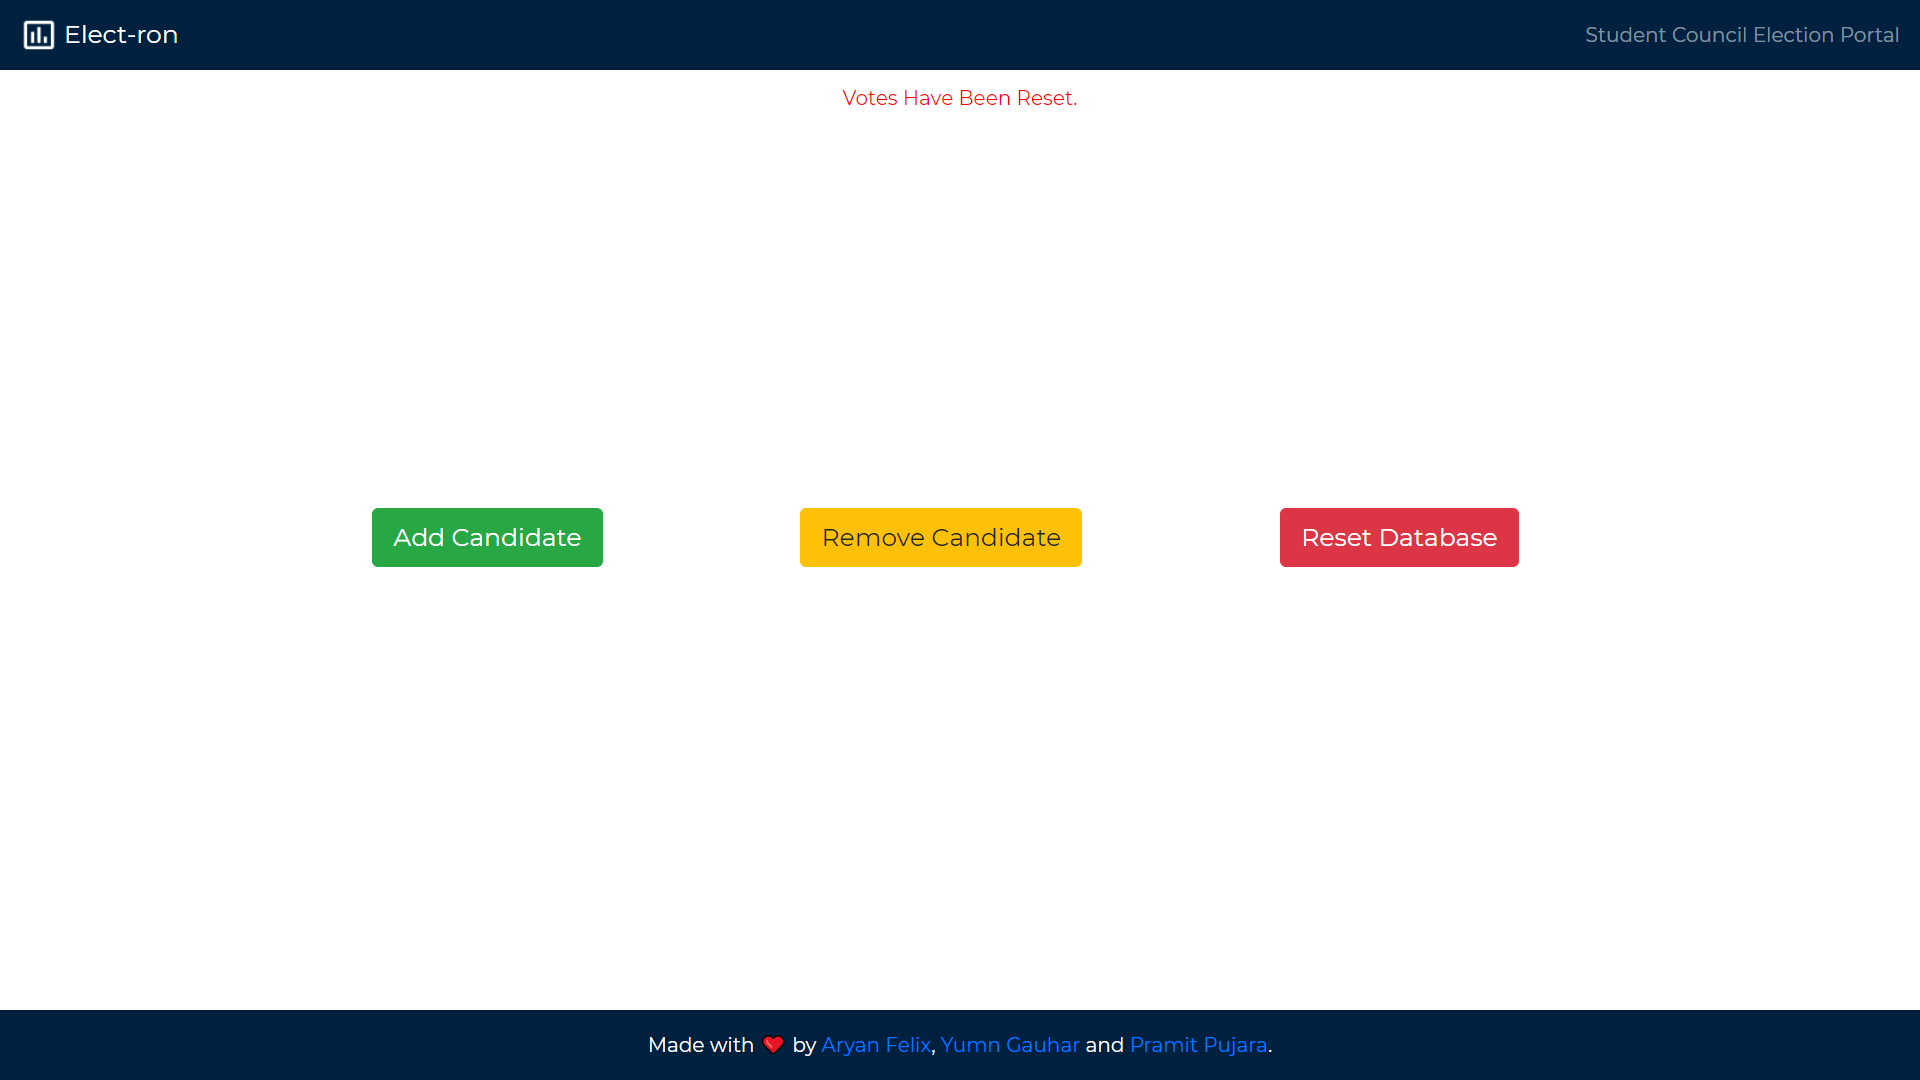 Elect-ron
Student Council Election Portal
Votes Have Been Reset.
Add Candidate
Remove Candidate
Reset Database
Made with ❤️ by Aryan Felix, Yumn Gauhar and Pramit Pujara.